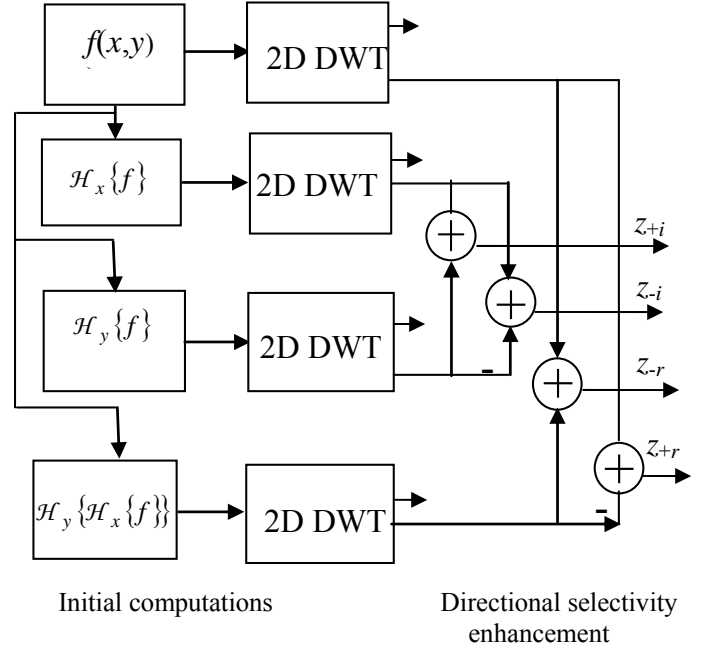 f(x,y)
2D DWT
ℋx{f}
2D DWT
z+i
ℋy{f}
2D DWT
z-i
-
z-r
z+r
ℋy{ℋx{f}}
2D DWT
-
Initial computations
Directional selectivity
enhancement